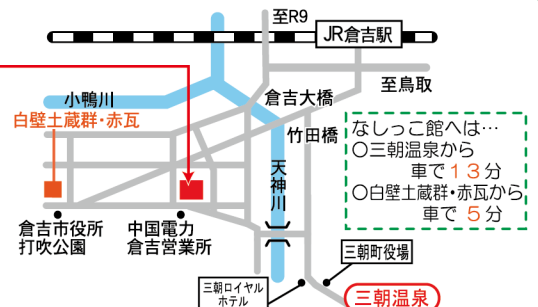 至R9
JR倉吉駅
至鳥取
小鴨川
倉吉大橋
白壁土蔵群・赤瓦
竹田橋
天神川
なしっこ館へは…
○三朝温泉から
車で13分
○白壁土蔵群・赤瓦から
車で 5分
倉吉市役所
打吹公園
中国電力
倉吉営業所
三朝町役場
三朝ロイヤル
ホテル
三朝温泉